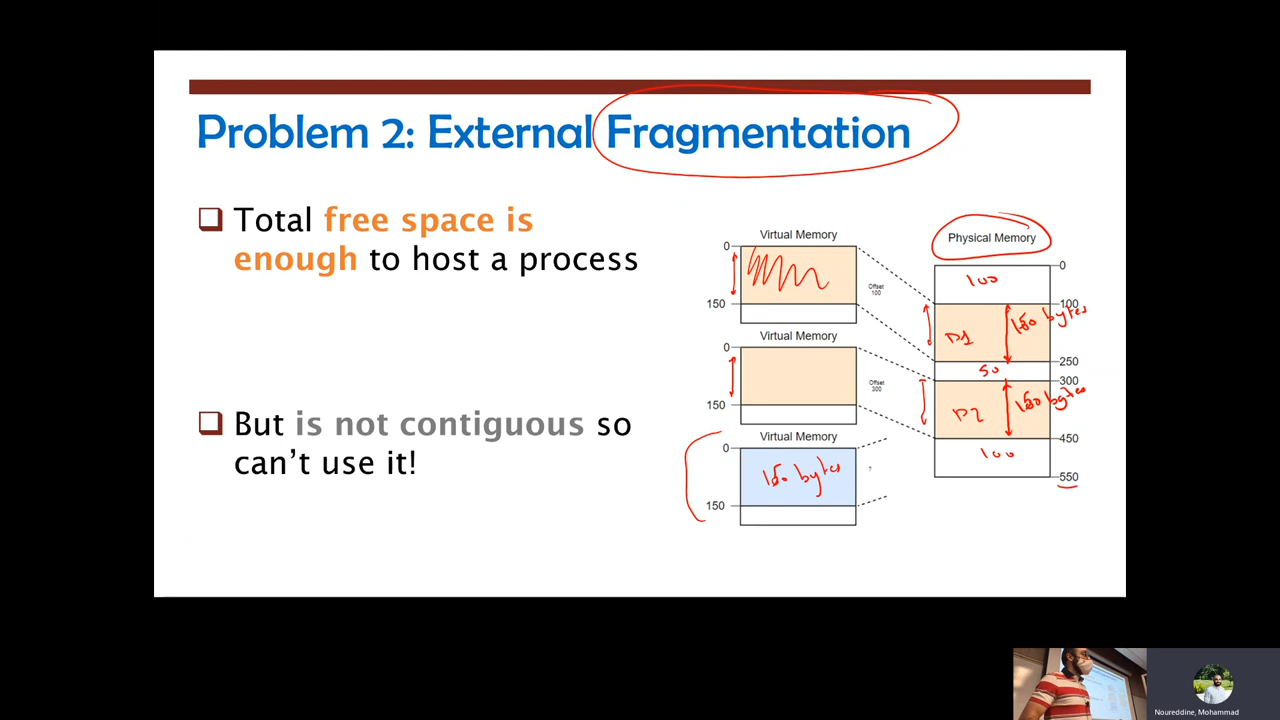 Problem 2: External Fragmentation
Total free space is
enough to host a process
But is not contiguous so
can't use it!
Virtual Memory
0
150
Offset
100
Virtual Memory
0
150
Offset
300
Virtual Memory
0
150 bytes
150
?
Physical Memory
0
100
100
P1
150 bytes
250
50
300
P2
150 bytes
450
100
550
Noureddine, Mohammad